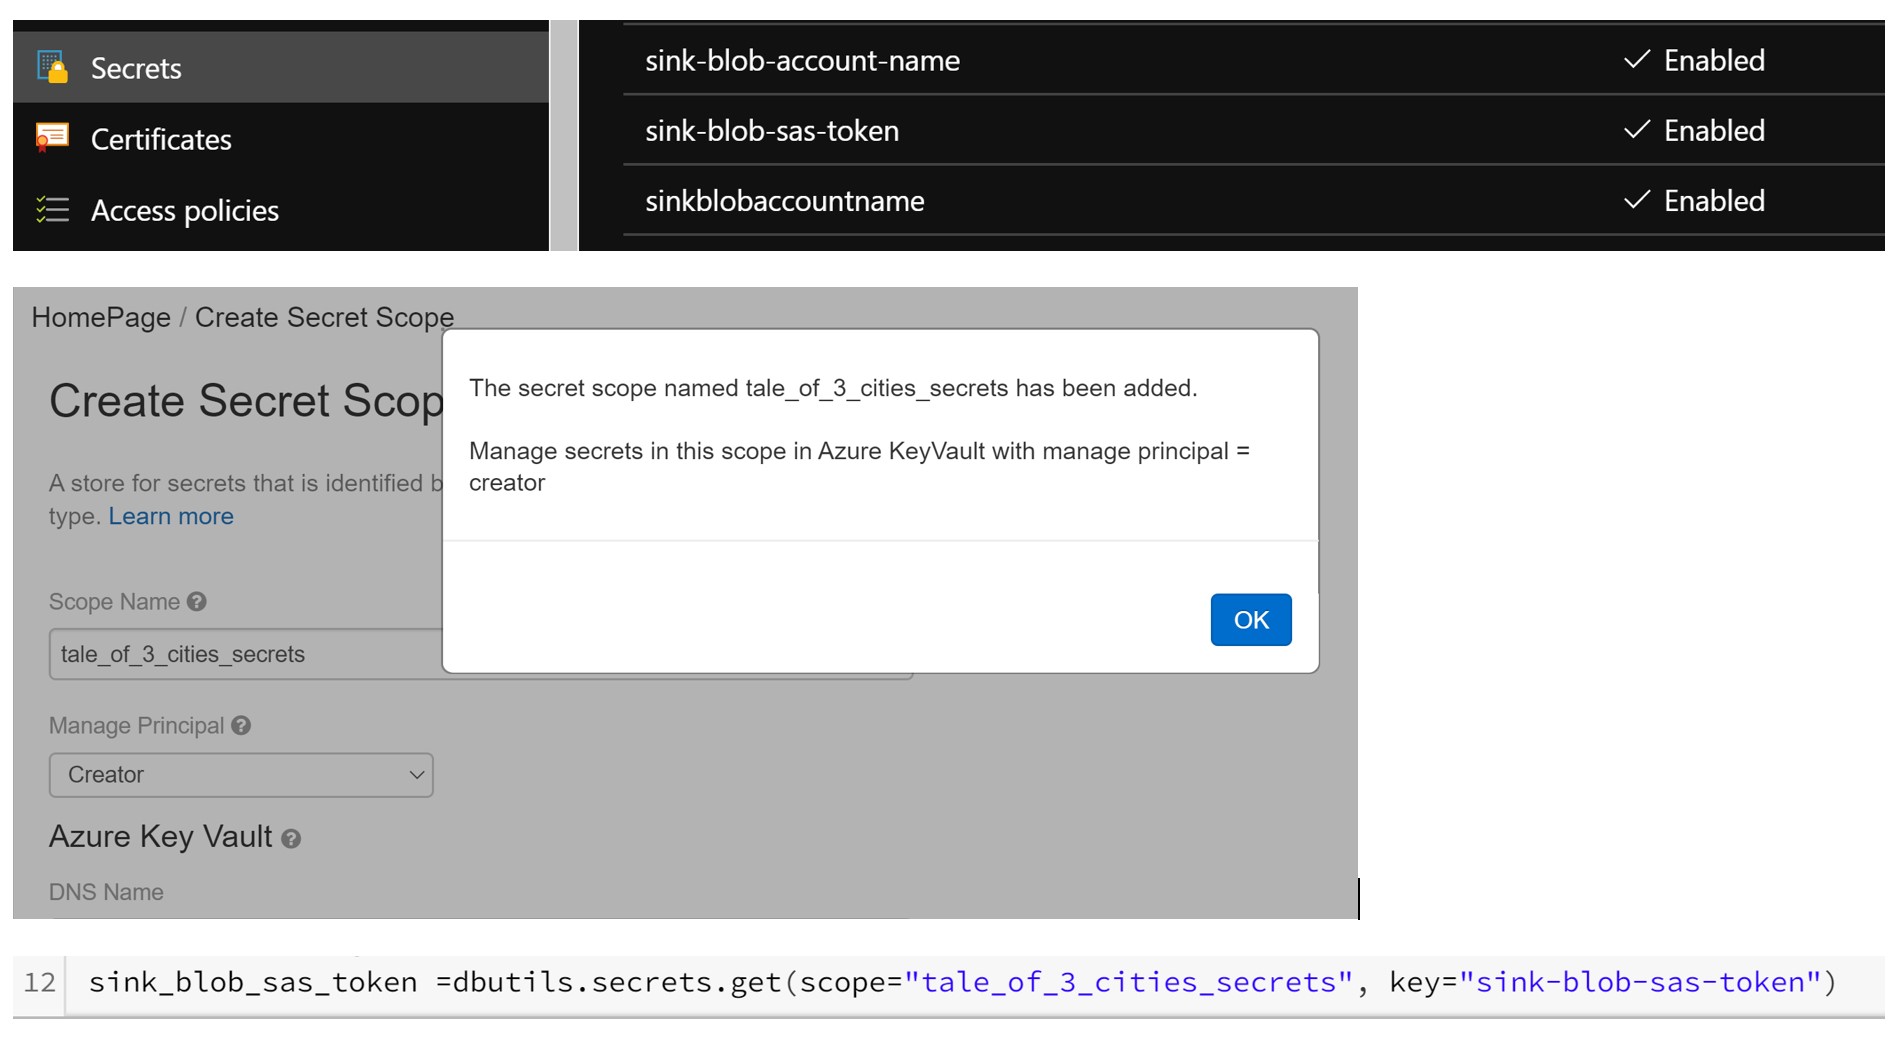 Secrets
Certificates
Access policies
sink-blob-account-name Enabled
sink-blob-sas-token Enabled
sinkblobaccountname Enabled
HomePage / Create Secret Scope
Create Secret Scop
A store for secrets that is identified b
type. Learn more
Scope Name ?
tale_of_3_cities_secrets
Manage Principal ?
Creator
Azure Key Vault ?
DNS Name
The secret scope named tale_of_3_cities_secrets has been added.
Manage secrets in this scope in Azure KeyVault with manage principal =
creator
OK
12 sink_blob_sas_token =dbutils.secrets.get(scope="tale_of_3_cities_secrets", key="sink-blob-sas-token")